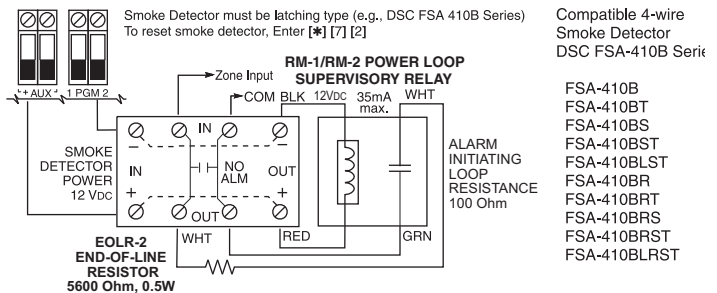 Smoke Detector must be latching type (e.g., DSC FSA 410B Series)
To reset smoke detector, Enter [✱] [7] [2]
Compatible 4-wire
Smoke Detector
DSC FSA-410B Serie
FSA-410B
FSA-410BT
FSA-410BS
FSA-410BST
FSA-410BLST
FSA-410BR
FSA-410BRT
FSA-410BRS
FSA-410BRST
FSA-410BLRST
+ AUX -
1 PGM 2
Zone Input
RM-1/RM-2 POWER LOOP
SUPERVISORY RELAY
COM BLK 12VDC 35mA WHT
max.
SMOKE
DETECTOR
POWER
12 VDC
- IN -
IN NO OUT
ALM
+ OUT +
ALARM
INITIATING
LOOP
RESISTANCE
100 Ohm
WHT RED GRN
EOLR-2
END-OF-LINE
RESISTOR
5600 Ohm, 0.5W